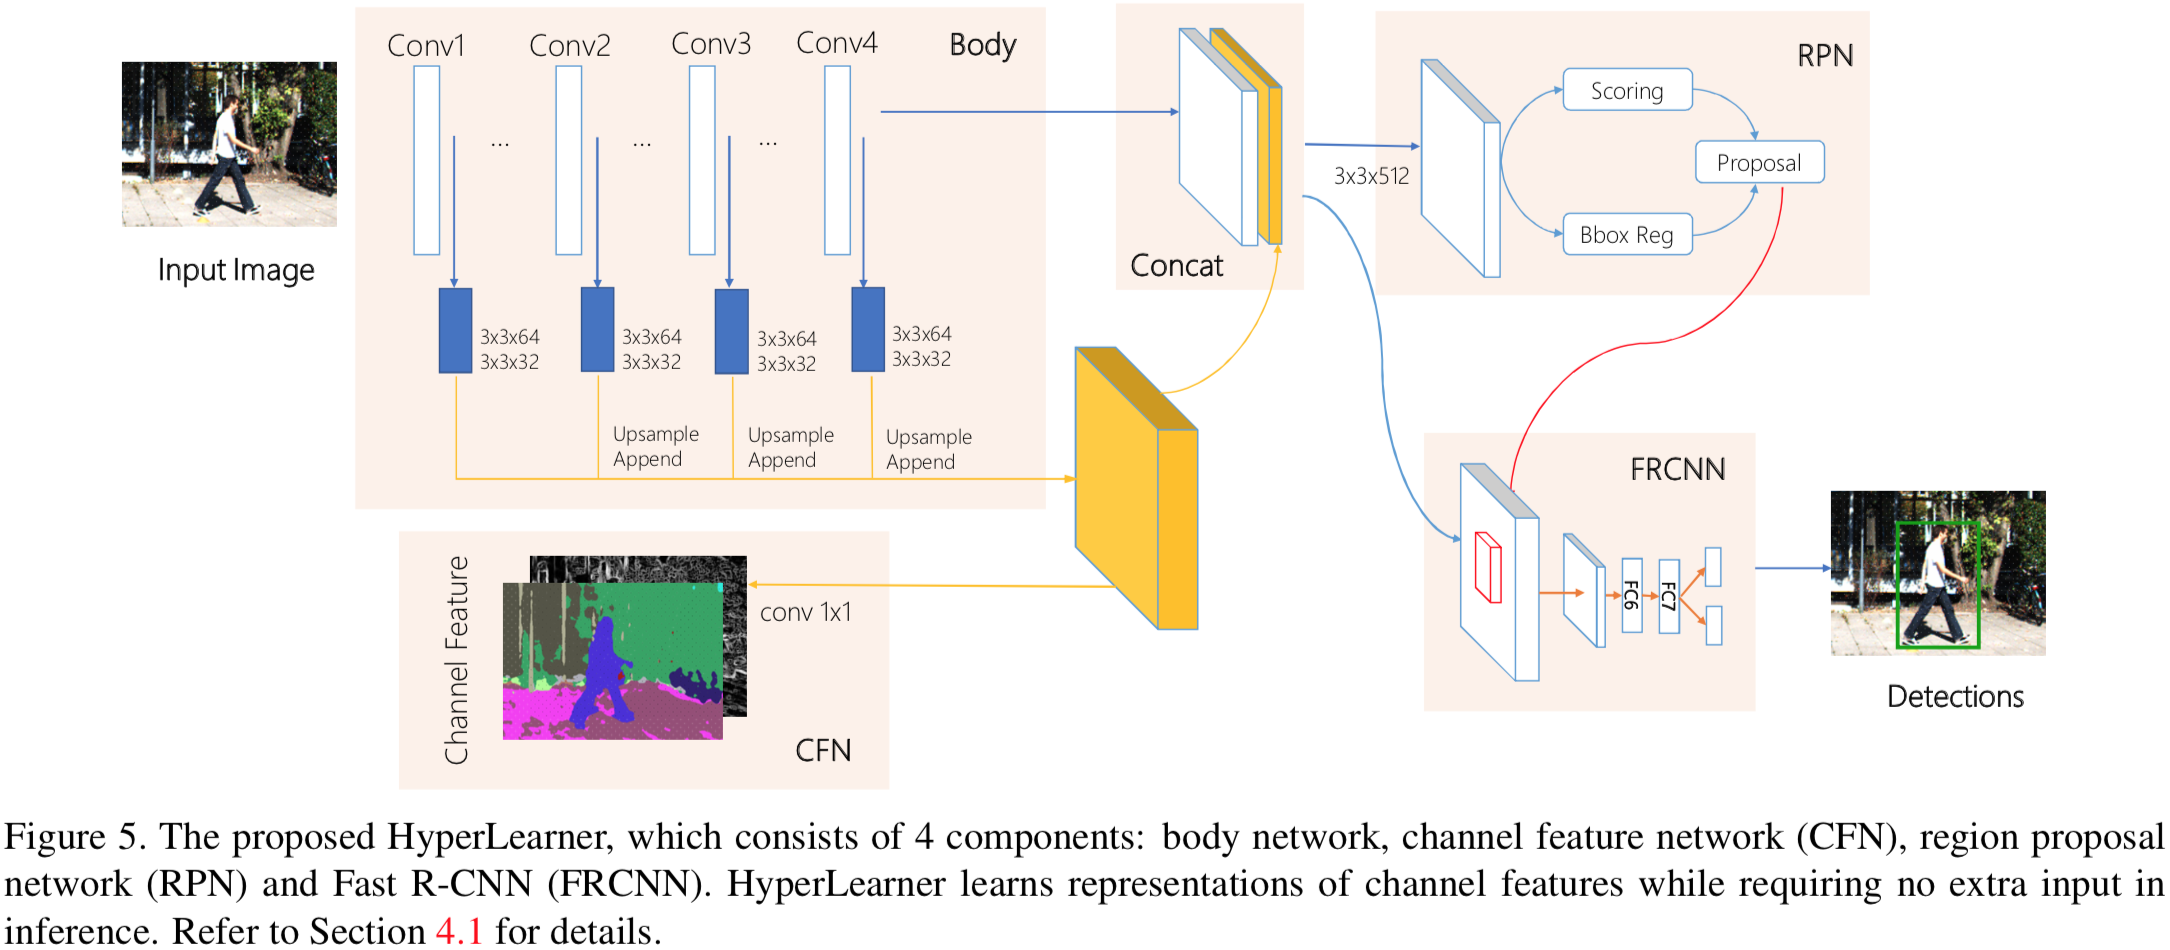 Conv1
Conv2
Conv3
Conv4
Body
...
...
...
3x3x64
3x3x32
3x3x64
3x3x32
3x3x64
3x3x32
3x3x64
3x3x32
Upsample
Append
Upsample
Append
Upsample
Append
Input Image
Concat
RPN
3x3x512
Scoring
Proposal
Bbox Reg
Channel Feature
conv 1x1
CFN
FRCNN
FC6
FC7
Detections
Figure 5. The proposed HyperLearner, which consists of 4 components: body network, channel feature network (CFN), region proposal
network (RPN) and Fast R-CNN (FRCNN). HyperLearner learns representations of channel features while requiring no extra input in
inference. Refer to Section 4.1 for details.